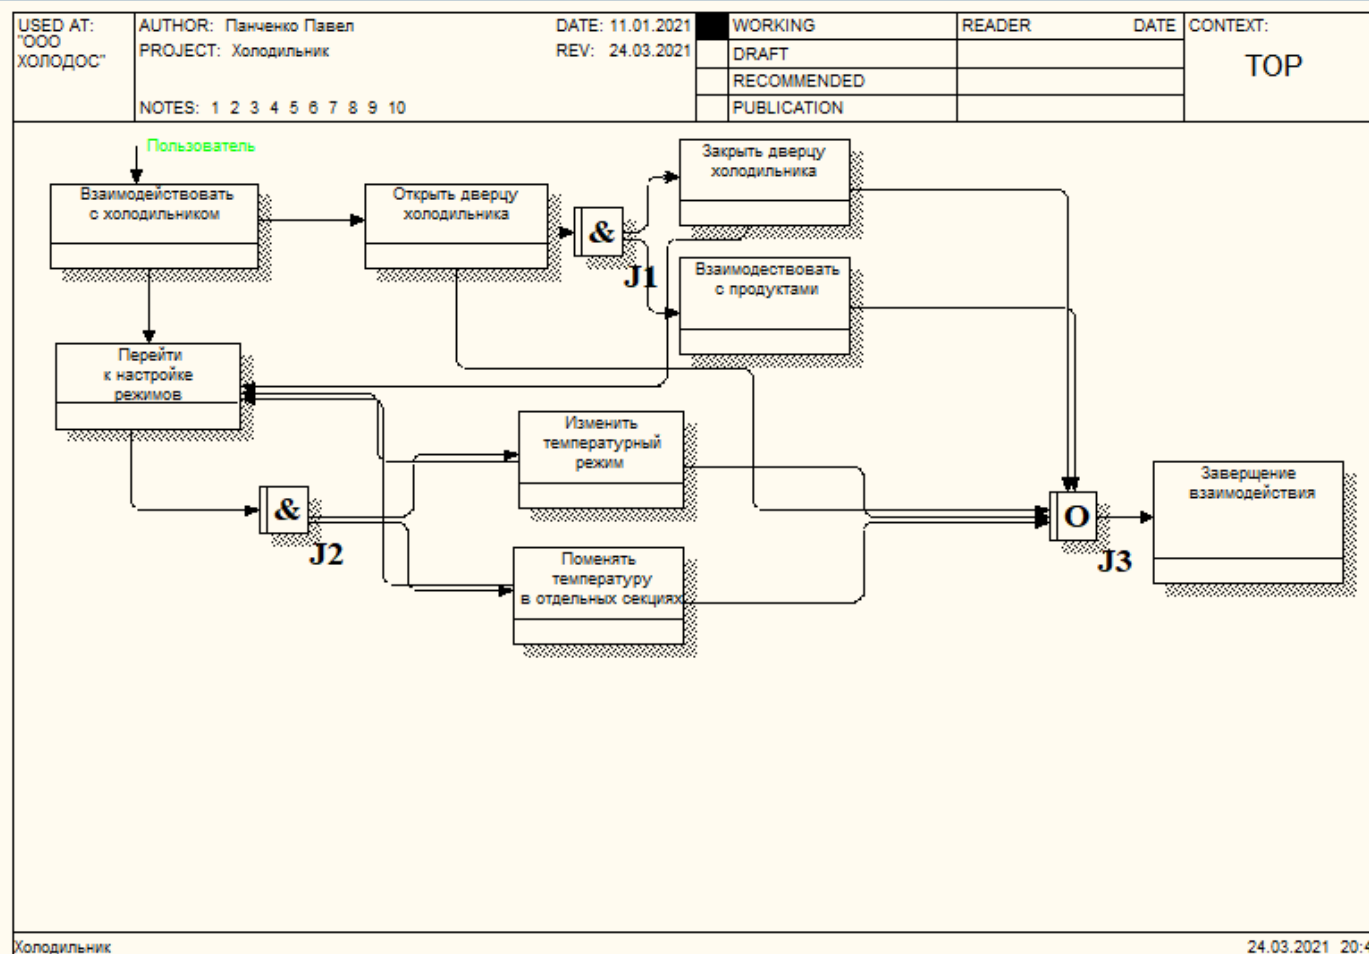 USED AT:
"ООО
ХОЛОДОС"
AUTHOR: Панченко Павел
DATE: 11.01.2021
PROJECT: Холодильник
REV: 24.03.2021
NOTES: 1 2 3 4 5 6 7 8 9 10
WORKING
DRAFT
RECOMMENDED
PUBLICATION
READER
DATE
CONTEXT:
TOP
Пользователь
Взаимодействовать
с холодильником
Открыть дверцу
холодильника
&
J1
Закрыть дверцу
холодильника
Взаимодествовать
с продуктами
Перейти
к настройке
режимов
&
J2
Изменить
температурный
режим
Поменять
температуру
в отдельных секциях
O
J3
Заверщение
взаимодействия
Холодильник
24.03.2021 20:4